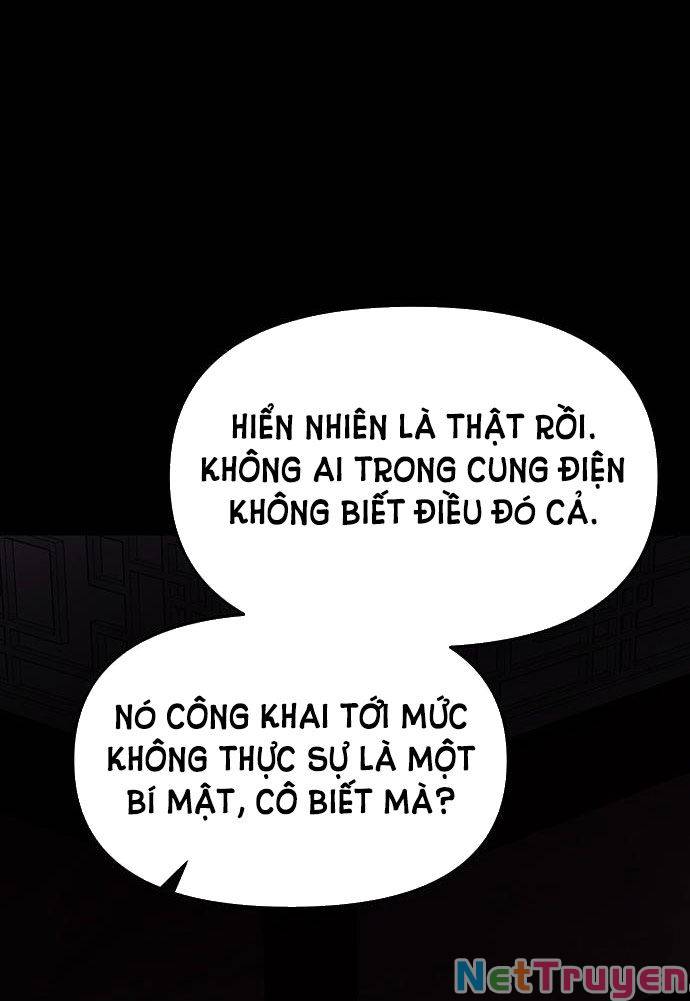 HIỂN NHIÊN LÀ THẬT RỒI.
KHÔNG AI TRONG CUNG ĐIỆN
KHÔNG BIẾT ĐIỀU ĐÓ CẢ.
NÓ CÔNG KHAI TỚI MỨC
KHÔNG THỰC SỰ LÀ MỘT
BÍ MẬT, CÔ BIẾT MÀ?
NetTruyen